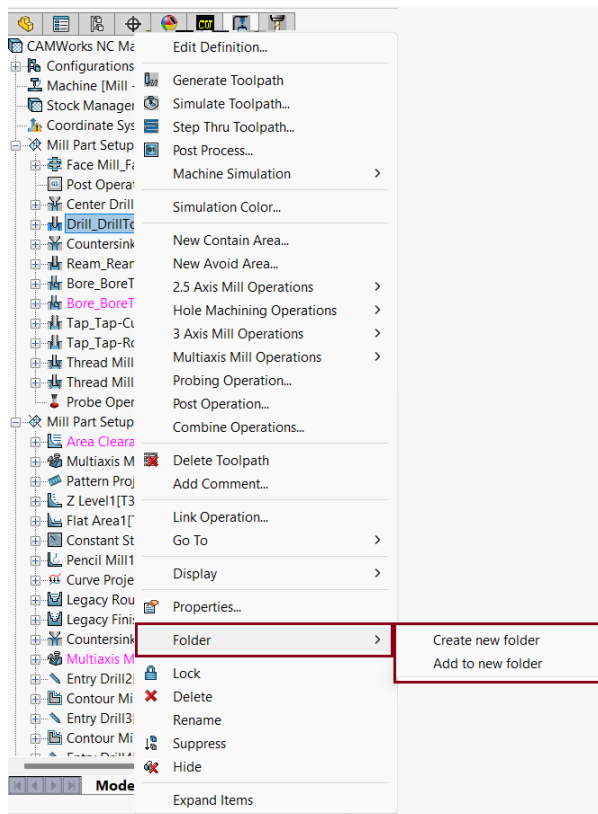 CAMWorks NC Ma
Configurations
Machine [Mill -
Stock Manager
Coordinate Sys
Mill Part Setup
Face Mill_Fa
Post Operat
Center Drill
Drill_DrillTo
Countersink
Ream_Ream
Bore_BoreT
Bore_BoreT
Tap_Tap-Cu
Tap_Tap-Ro
Thread Mill
Thread Mill
Probe Oper
Mill Part Setup
Area Cleara
Multiaxis M
Pattern Proj
Z Level1[T3
Flat Area1[T
Constant St
Pencil Mill1
Curve Proje
Legacy Rou
Legacy Finis
Countersink
Multiaxis M
Entry Drill2
Contour Mi
Entry Drill3
Contour Mi
Mode
Edit Definition...
Generate Toolpath
Simulate Toolpath...
Step Thru Toolpath...
Post Process...
Machine Simulation
Simulation Color...
New Contain Area...
New Avoid Area...
2.5 Axis Mill Operations
Hole Machining Operations
3 Axis Mill Operations
Multiaxis Mill Operations
Probing Operation...
Post Operation...
Combine Operations...
Delete Toolpath
Add Comment...
Link Operation...
Go To
Display
Properties...
Folder
Lock
Delete
Rename
Suppress
Hide
Expand Items
Create new folder
Add to new folder